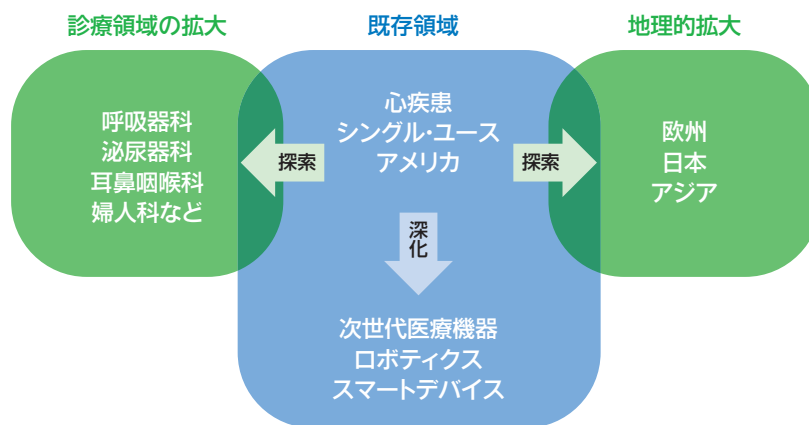 診療領域の拡大
既存領域
地理的拡大
呼吸器科
泌尿器科
耳鼻咽喉科
婦人科など
探索
心疾患
シングル・ユース
アメリカ
探索
欧州
日本
アジア
深化
次世代医療機器
ロボティクス
スマートデバイス